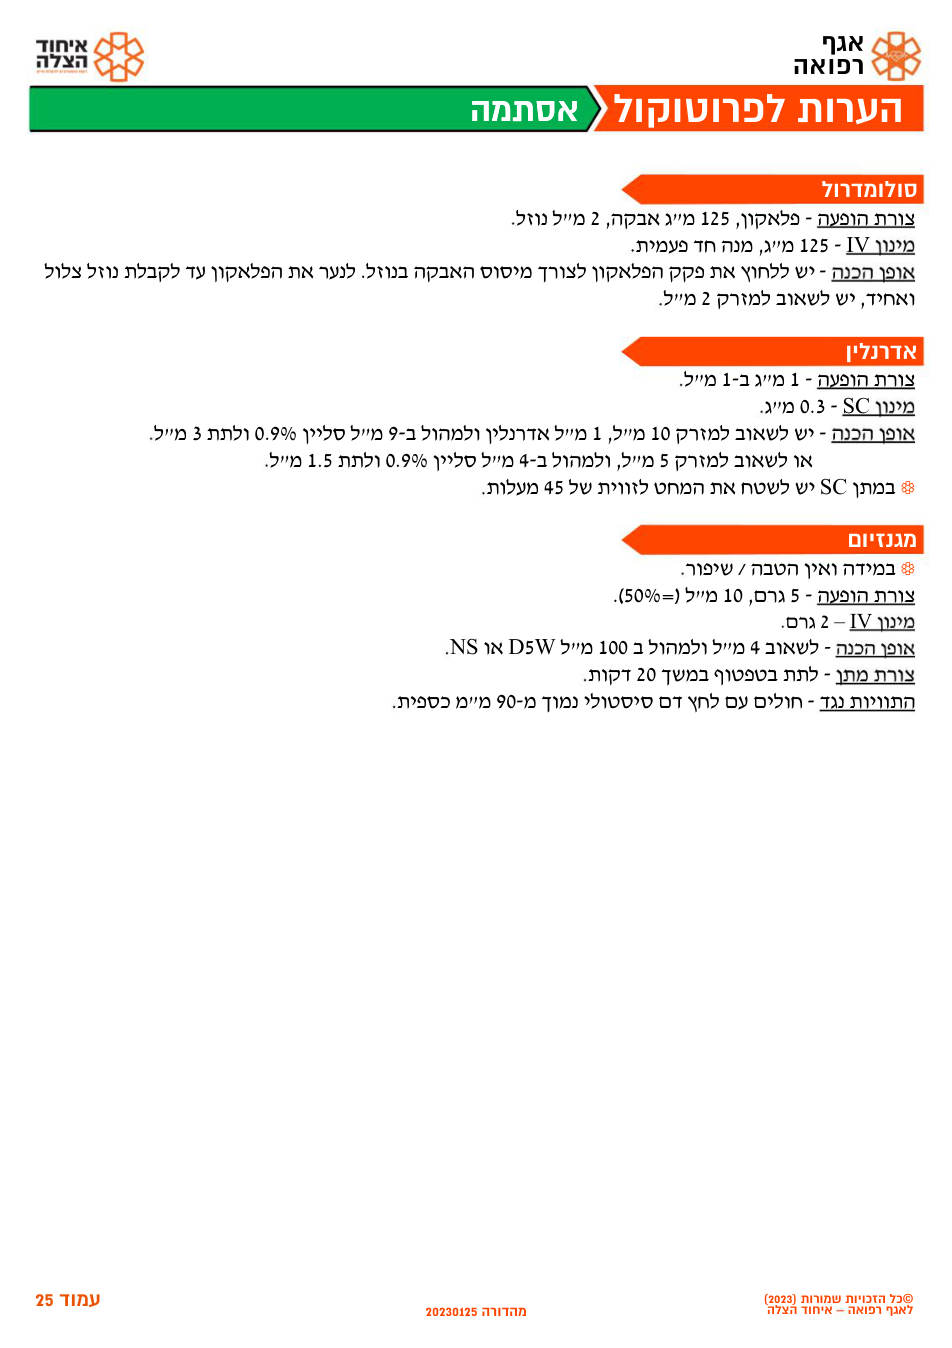 אגף
רפואה
איחוד
הצלה
הערות לפרוטוקול
אסתמה
סולומדרול
צורת הופעה - פלאקון, 125 מ״ג אבקה, 2 מ״ל נוזל.
מינון IV - 125 מ״ג, מנה חד פעמית.
אופן הכנה - יש ללחוץ את פקק הפלאקון לצורך מיסוס האבקה בנוזל. לנער את הפלאקון עד לקבלת נוזל צלול
ואחיד, יש לשאוב למזרק 2 מ״ל.
אדרנלין
צורת הופעה - 1 מ״ג ב-1 מ״ל.
מינון SC - 0.3 מ״ג.
אופן הכנה - יש לשאוב למזרק 10 מ״ל, 1 מ״ל אדרנלין ולמהול ב-9 מ״ל סליין 0.9% ולתת 3 מ״ל.
או לשאוב למזרק 5 מ״ל, ולמהול ב-4 מ״ל סליין 0.9% ולתת 1.5 מ״ל.
במתן SC יש לשטח את המחט לזווית של 45 מעלות.
מגנזיום
במידה ואין הטבה / שיפור.
צורת הופעה - 5 גרם, 10 מ״ל (=50%).
מינון IV – 2 גרם.
אופן הכנה - לשאוב 4 מ״ל ולמהול ב 100 מ״ל D5W או NS.
צורת מתן - לתת בטפטוף במשך 20 דקות.
התוויות נגד - חולים עם לחץ דם סיסטולי נמוך מ-90 מ״מ כספית.
©כל הזכויות שמורות (2023)
לאגף רפואה – איחוד הצלה
מהדורה 20230125
עמוד 25